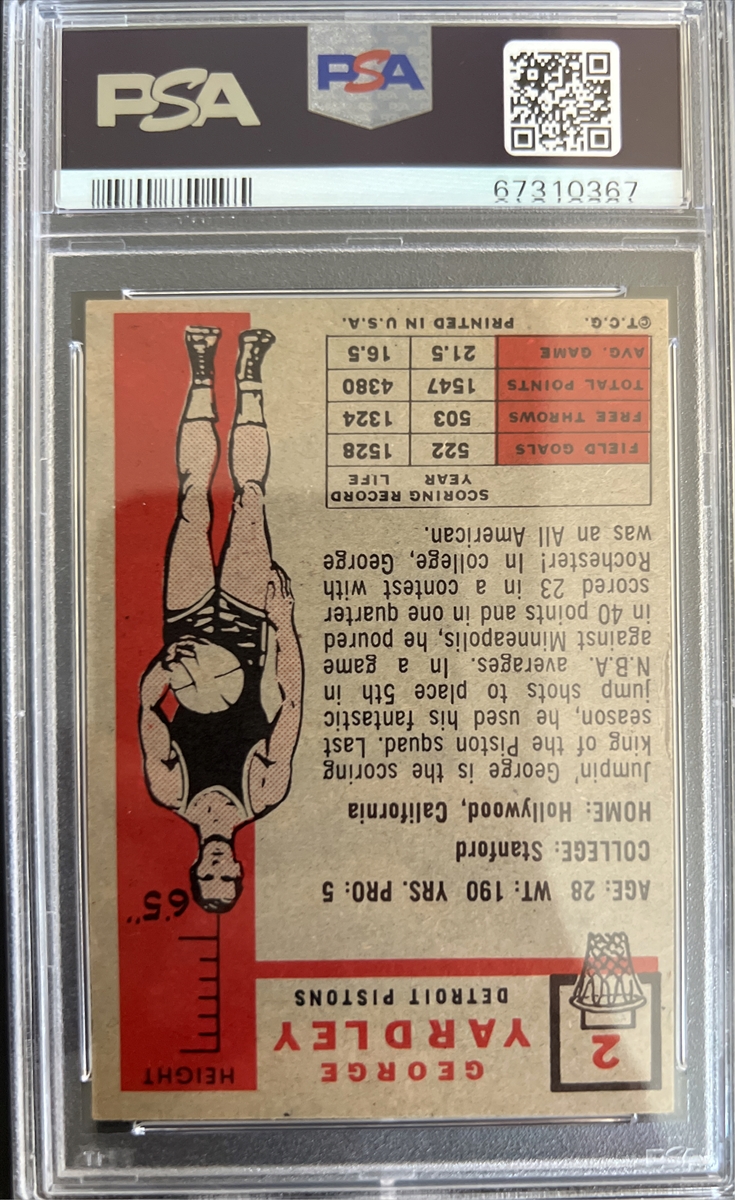 PSA
PSA
67310367
2
GEORGE
YARDLEY
DETROIT PISTONS
HEIGHT
6'5"
AGE: 28 WT: 190 YRS. PRO: 5
COLLEGE: Stanford
HOME: Hollywood, California
Jumpin' George is the scoring
king of the Piston squad. Last
season, he used his fantastic
jump shots to place 5th in
N.B.A. averages. In a game
against Minneapolis, he poured
in 40 points and in one quarter
scored 23 in a contest with
Rochester! In college, George
was an All American.
SCORING RECORD
YEAR LIFE
FIELD GOALS 522 1528
FREE THROWS 503 1324
TOTAL POINTS 1547 4380
AVG. GAME 21.5 16.5
©T.C.G. PRINTED IN U.S.A.
PSA